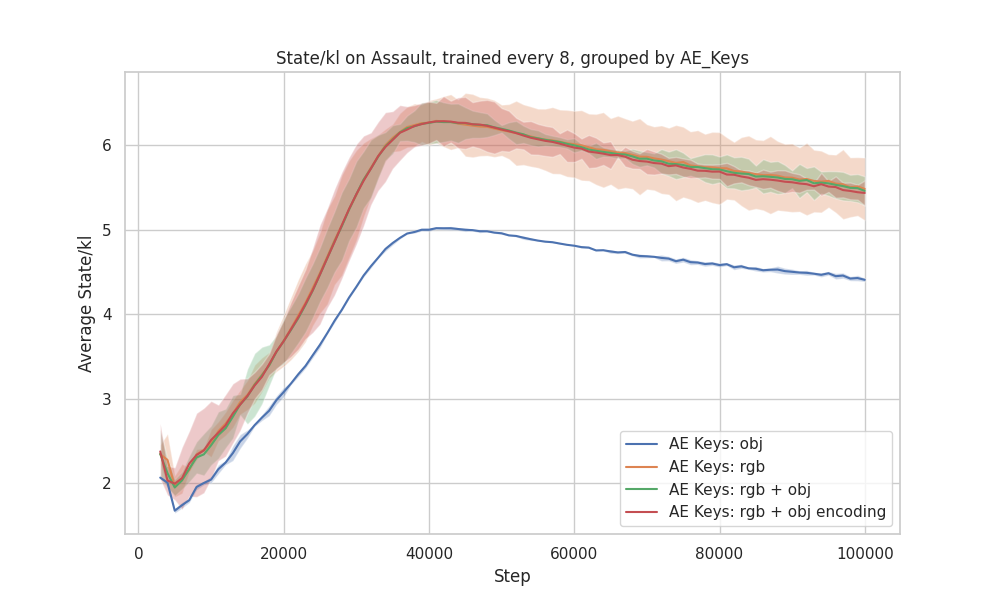 State/kl on Assault, trained every 8, grouped by AE_Keys
Average State/kl
6
5
4
3
2
0
20000
40000
60000
80000
100000
Step
AE Keys: obj
AE Keys: rgb
AE Keys: rgb + obj
AE Keys: rgb + obj encoding